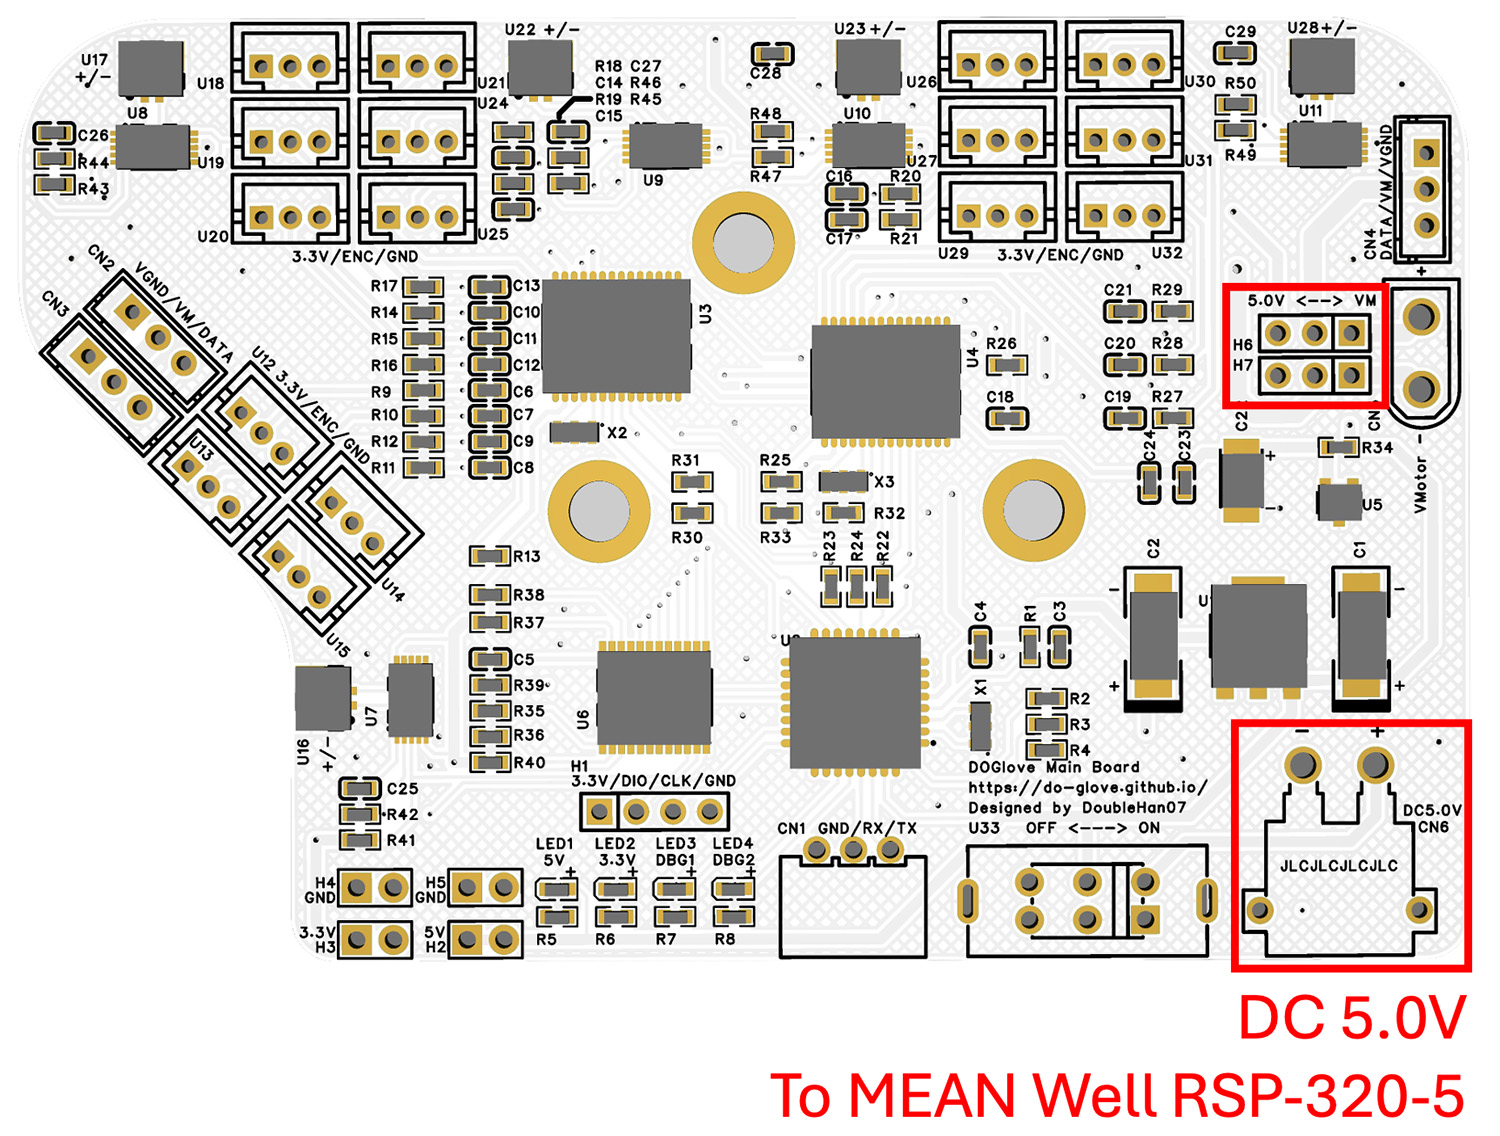 U17
+/-
U8
C26
R44
R43
U18
U19
U20
U21
U24
U25
3.3V/ENC/GND
U22 +/-
R18 C27
C14 R46
R19 R45
C15
U9
C28
R48
R47
U23 +/-
U10
C16
C17
R20
R21
U26
U27
U29
3.3V/ENC/GND
U30
U31
U32
C29
R50
R49
U28+/-
U11
CN4
DATA/VM/VGND
+
CN2
VGND/VM/DATA
CN3
U12 3.3V/ENC/GND
U13
U14
U15
R17
R14
R15
R16
R9
R10
R12
R11
C13
C10
C11
C12
C6
C7
C9
C8
U3
X2
U4
R26
C18
C21 R29
C20 R28
C19 R27
C24
C23
5.0V <--> VM
H6
H7
C2
+
-
CN
VMotor -
R34
U5
R31
R30
R25
R33
X3
R32
R23
R24
R22
R13
R38
R37
C5
R39
R35
R36
R40
U6
U16
+/-
U7
C25
R42
R41
C4
R1
C3
X1
R2
R3
R4
C2
-
+
U
C1
-
+
DOGlove Main Board
https://do-glove.github.io/
Designed by DoubleHan07
U33 OFF <---> ON
H1
3.3V/DIO/CLK/GND
LED1
5V
+
LED2
3.3V
+
LED3
DBG1
+
LED4
DBG2
+
R5
R6
R7
R8
CN1 GND/RX/TX
H4
GND
H5
GND
3.3V
H3
5V
H2
- +
DC5.0V
CN6
JLCJLCJLCJLC
DC 5.0V
To MEAN Well RSP-320-5